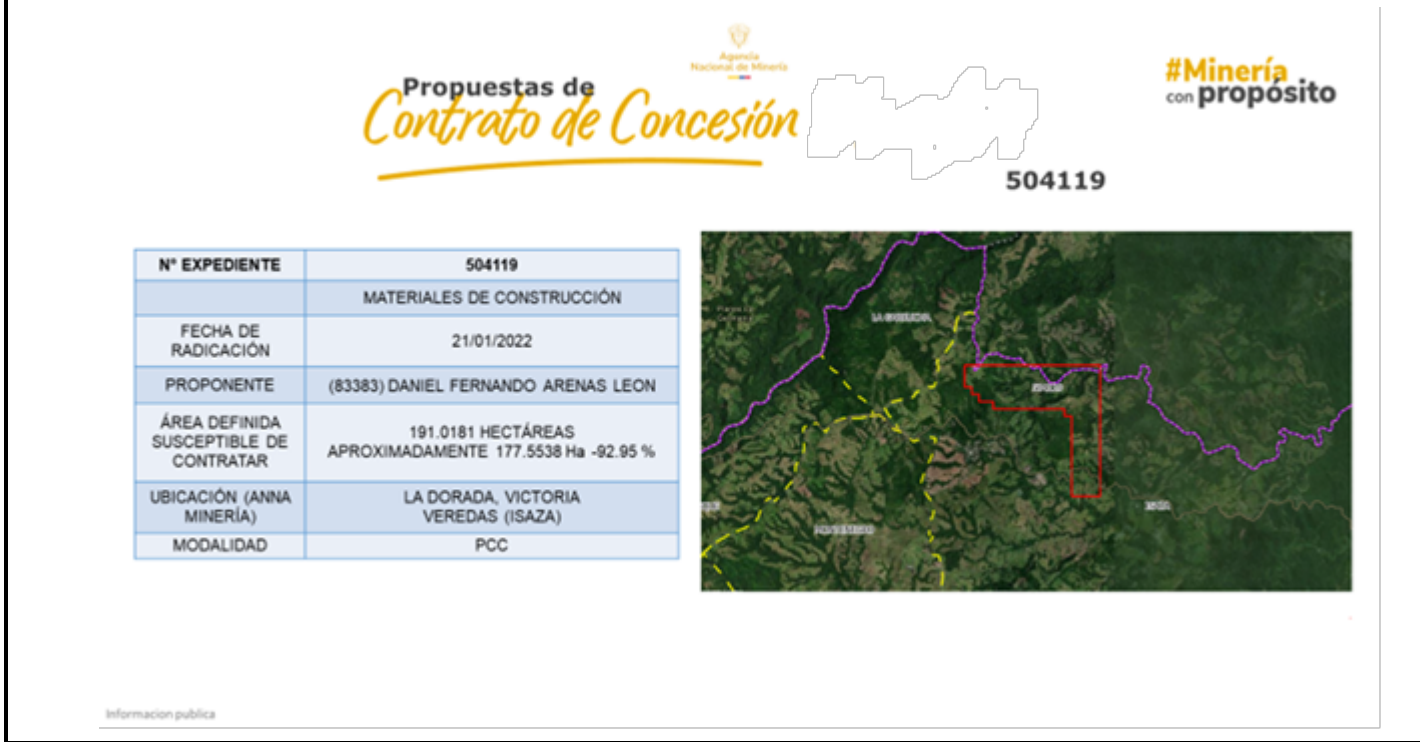 Agencia
Nacional de Minería
Propuestas de
Contrato de Concesión
#Minería
con propósito
504119
N° EXPEDIENTE 504119
MATERIALES DE CONSTRUCCIÓN
FECHA DE
RADICACIÓN
21/01/2022
PROPONENTE (83383) DANIEL FERNANDO ARENAS LEON
ÁREA DEFINIDA
SUSCEPTIBLE DE
CONTRATAR
191.0181 HECTÁREAS
APROXIMADAMENTE 177.5538 Ha -92.95 %
UBICACIÓN (ANNA
MINERÍA)
LA DORADA, VICTORIA
VEREDAS (ISAZA)
MODALIDAD PCC
ISAZA
Informacion publica